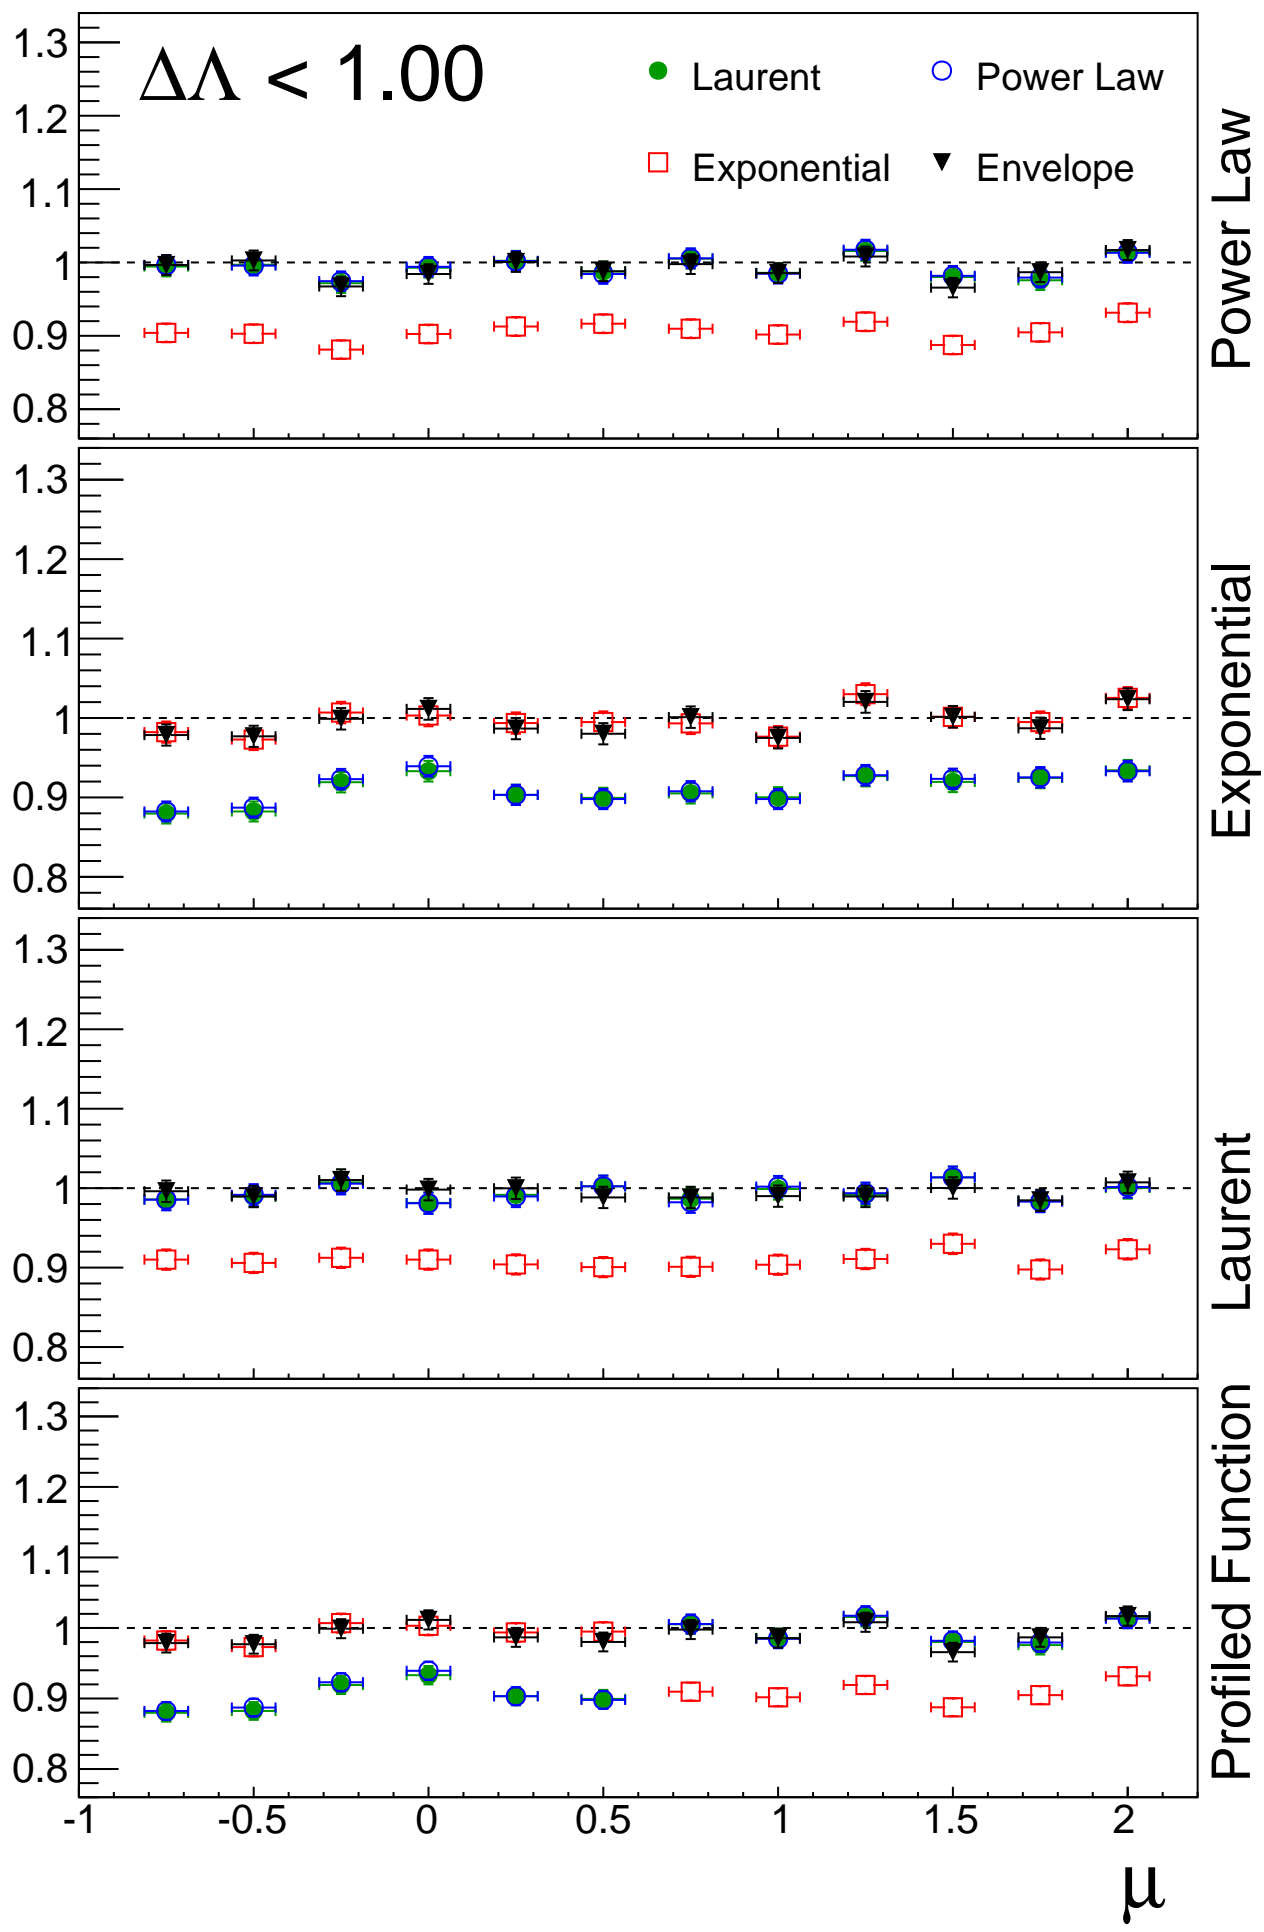 ΔΛ < 1.00
Laurent
Power Law
Exponential
Envelope
1.3
1.2
1.1
1
0.9
0.8
Power Law
1.3
1.2
1.1
1
0.9
0.8
Exponential
1.3
1.2
1.1
1
0.9
0.8
Laurent
1.3
1.2
1.1
1
0.9
0.8
Profiled Function
-1 -0.5 0 0.5 1 1.5 2
μ